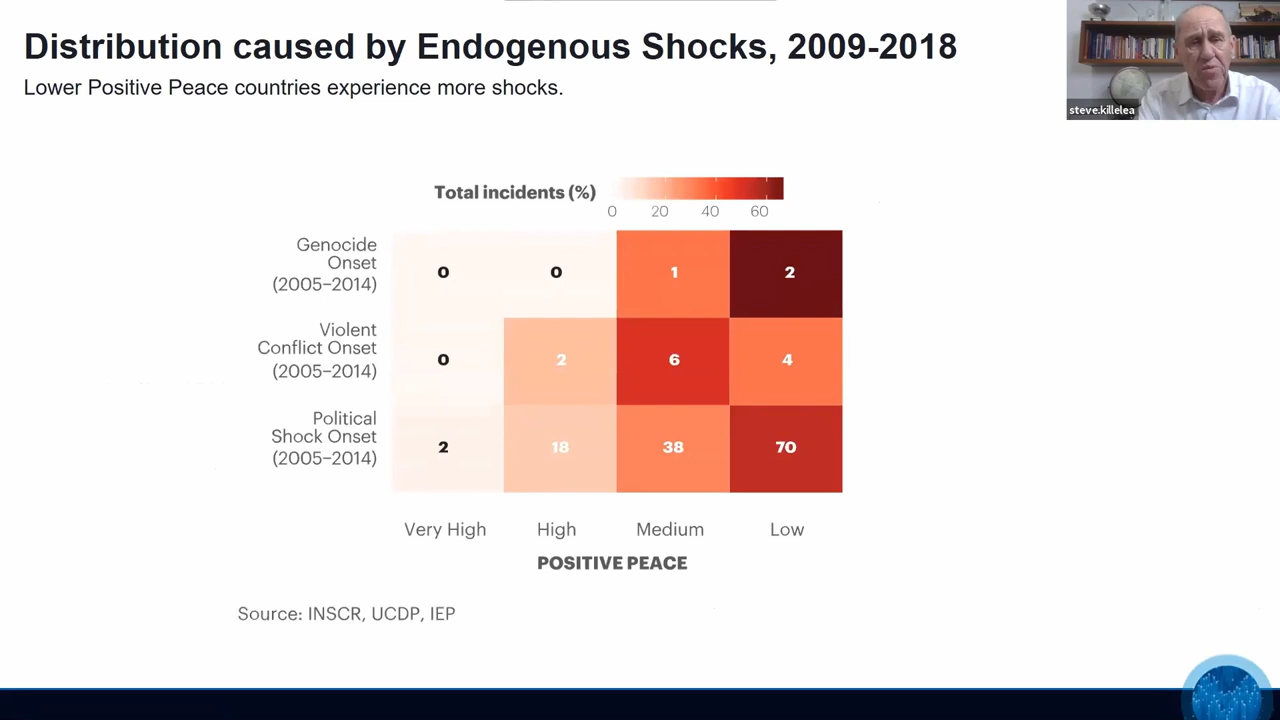 Distribution caused by Endogenous Shocks, 2009-2018
Lower Positive Peace countries experience more shocks.
steve.killelea
Total incidents (%)
0 20 40 60
Genocide
Onset
(2005–2014)
0 0 1 2
Violent
Conflict Onset
(2005–2014)
0 2 6 4
Political
Shock Onset
(2005–2014)
2 18 38 70
Very High High Medium Low
POSITIVE PEACE
Source: INSCR, UCDP, IEP